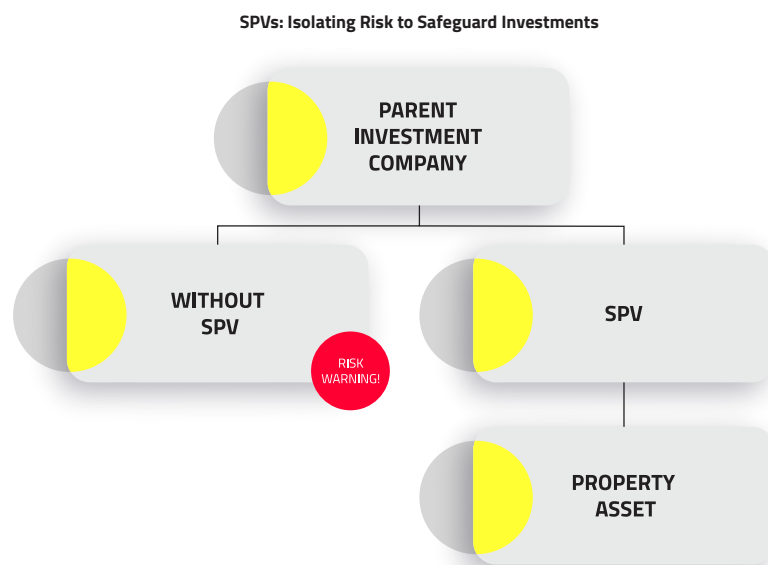 SPVs: Isolating Risk to Safeguard Investments
PARENT
INVESTMENT
COMPANY
WITHOUT
SPV
RISK
WARNING!
SPV
PROPERTY
ASSET